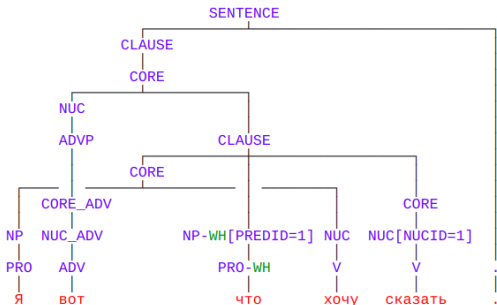 SENTENCE
CLAUSE
CORE
NUC
ADVP CLAUSE
CORE
CORE_ADV CORE
NP NUC_ADV NP-WH[PREDID=1] NUC NUC[NUCID=1]
PRO ADV PRO-WH V V
Я вот что хочу сказать .